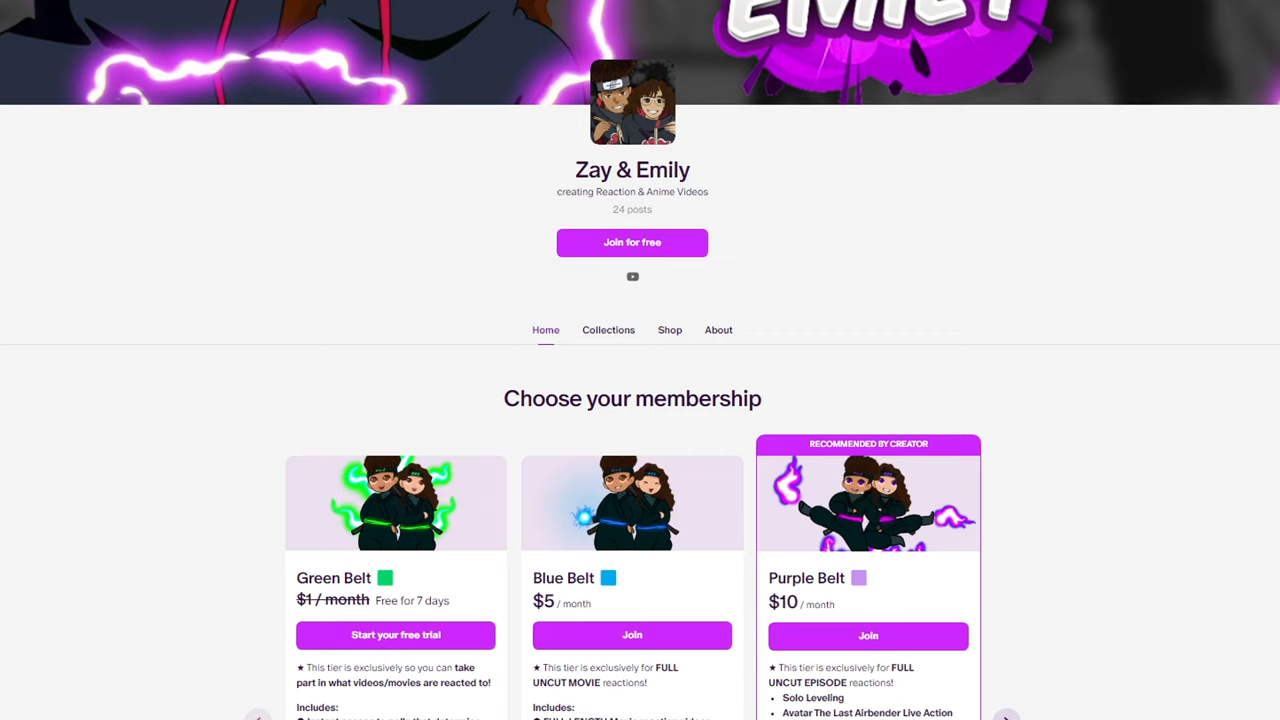 EMILY
Zay & Emily
creating Reaction & Anime Videos
24 posts
Join for free
Home Collections Shop About
Choose your membership
RECOMMENDED BY CREATOR
Green Belt
$1 / month Free for 7 days
Start your free trial
★ This tier is exclusively so you can take
part in what videos/movies are reacted to!
Includes:
Blue Belt
$5 / month
Join
★ This tier is exclusively for FULL
UNCUT MOVIE reactions!
Includes:
Purple Belt
$10 / month
Join
★ This tier is exclusively for FULL
UNCUT EPISODE reactions!
• Solo Leveling
• Avatar The Last Airbender Live Action